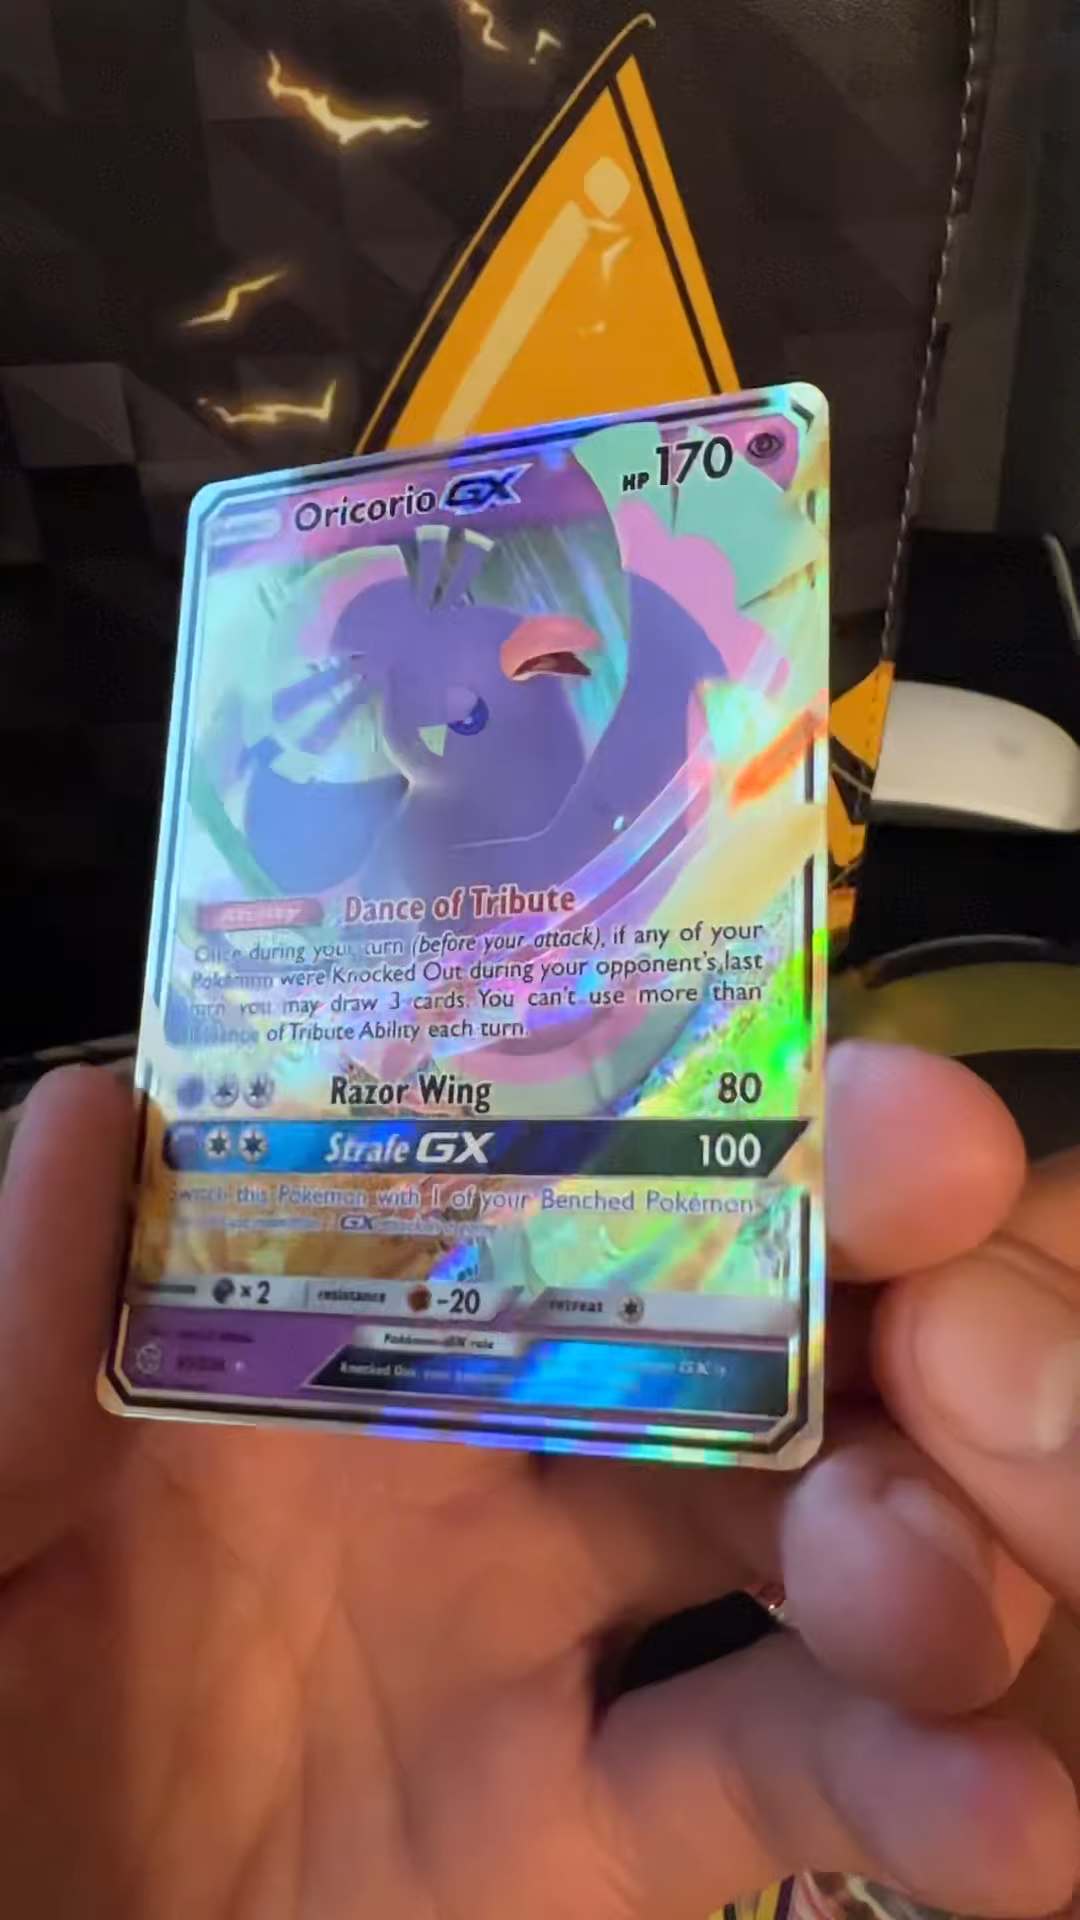 Oricorio GX HP 170
Ability Dance of Tribute
Once during your turn (before your attack), if any of your
Pokémon were Knocked Out during your opponent's last
turn you may draw 3 cards. You can't use more than
of Tribute Ability each turn.
Razor Wing 80
Strafe GX 100
Switch this Pokémon with 1 of your Benched Pokémon
GX
×2 resistance -20 retreat
Pokémon-GX rule
Knocked Out, GX